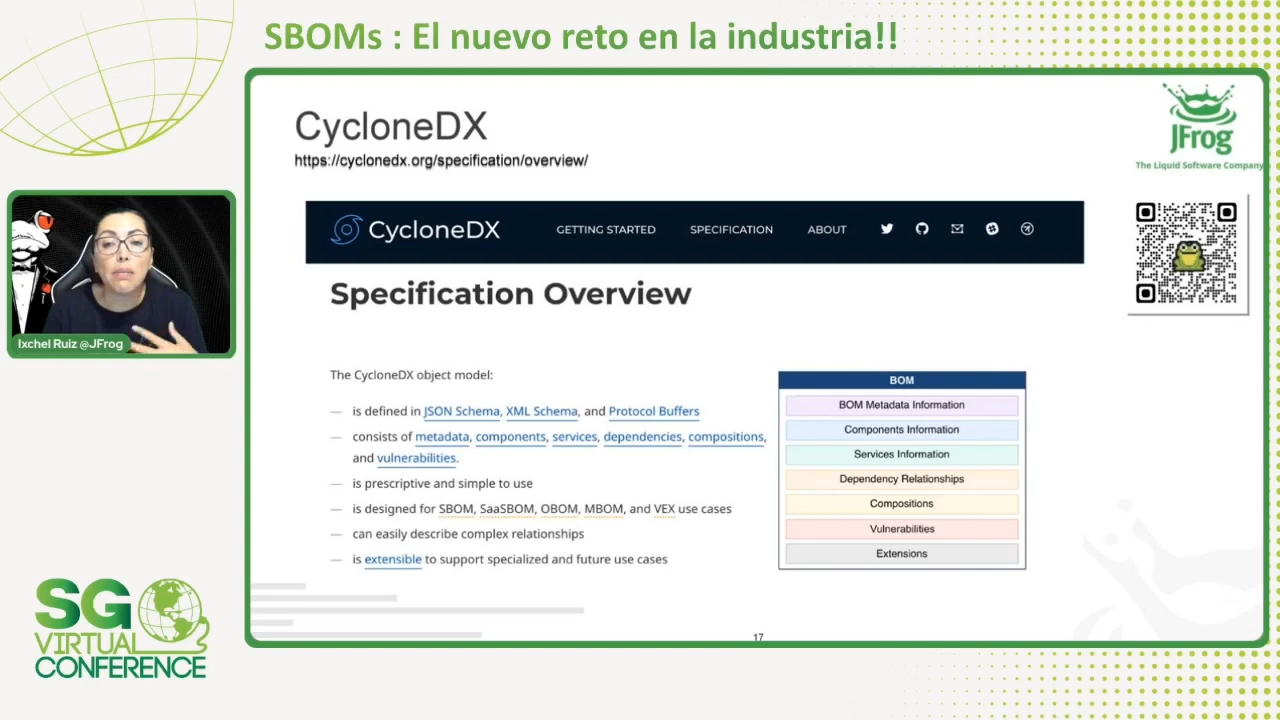 SBOMs : El nuevo reto en la industria!!
CycloneDX
https://cyclonedx.org/specification/overview/
JFrog
The Liquid Software Company
CycloneDX
GETTING STARTED
SPECIFICATION
ABOUT
Specification Overview
Ixchel Ruiz @JFrog
The CycloneDX object model:
— is defined in JSON Schema, XML Schema, and Protocol Buffers
— consists of metadata, components, services, dependencies, compositions,
and vulnerabilities.
— is prescriptive and simple to use
— is designed for SBOM, SaaSBOM, OBOM, MBOM, and VEX use cases
— can easily describe complex relationships
— is extensible to support specialized and future use cases
BOM
BOM Metadata Information
Components Information
Services Information
Dependency Relationships
Compositions
Vulnerabilities
Extensions
17
SG
VIRTUAL
CONFERENCE